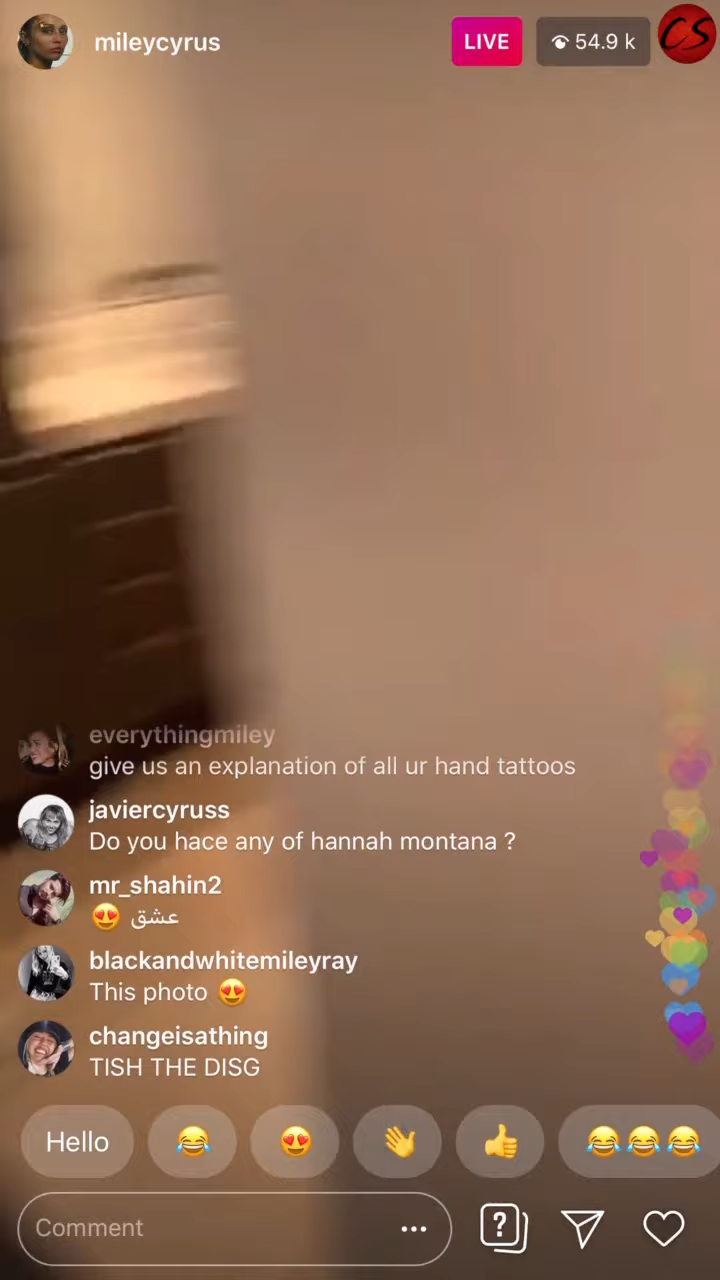 mileycyrus
LIVE
54.9 k
CS
everythingmiley
give us an explanation of all ur hand tattoos
javiercyruss
Do you hace any of hannah montana ?
mr_shahin2
😍 عشق
blackandwhitemileyray
This photo 😍
changeisathing
TISH THE DISG
Hello
😂
😍
👋
👍
😂😂😂
Comment